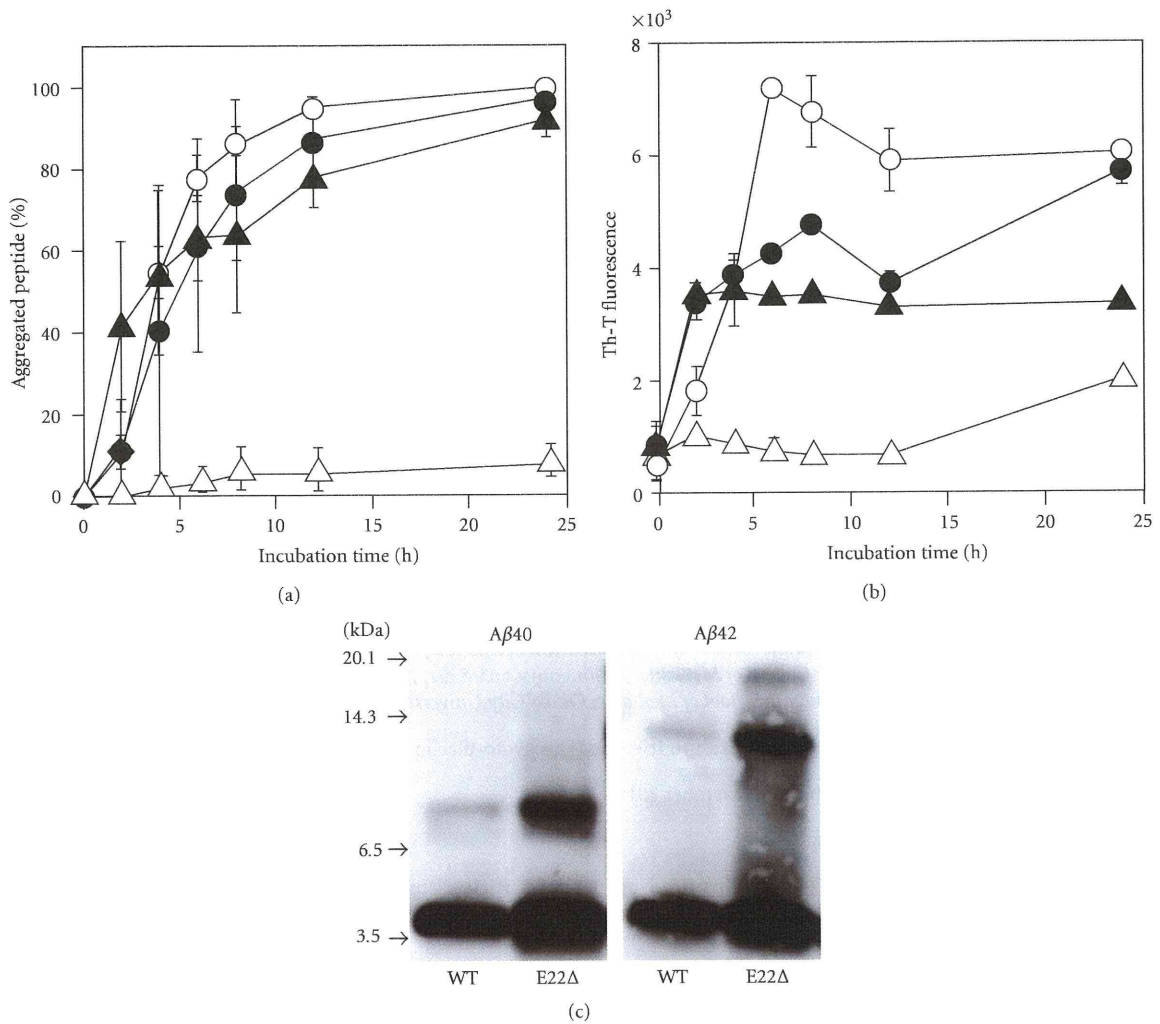 100
80
60
40
20
0
Aggregated peptide (%)
0 5 10 15 20 25
Incubation time (h)
(a)
×10³
8
6
4
2
0
Th-T fluorescence
0 5 10 15 20 25
Incubation time (h)
(b)
(kDa) Aβ40 Aβ42
20.1 →
14.3 →
6.5 →
3.5 →
WT E22Δ WT E22Δ
(c)